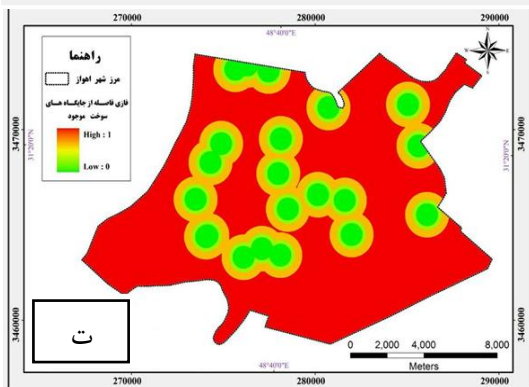 270000 280000 290000
48°40'0"E
راهنما
مرز شهر اهواز
فازی فاصله از جایگاه های
سوخت موجود
High : 1
Low : 0
3470000
31°20'0"N
31°20'0"N
3470000
3460000
3460000
ت
0 2,000 4,000 8,000
Meters
48°40'0"E
270000 280000 290000